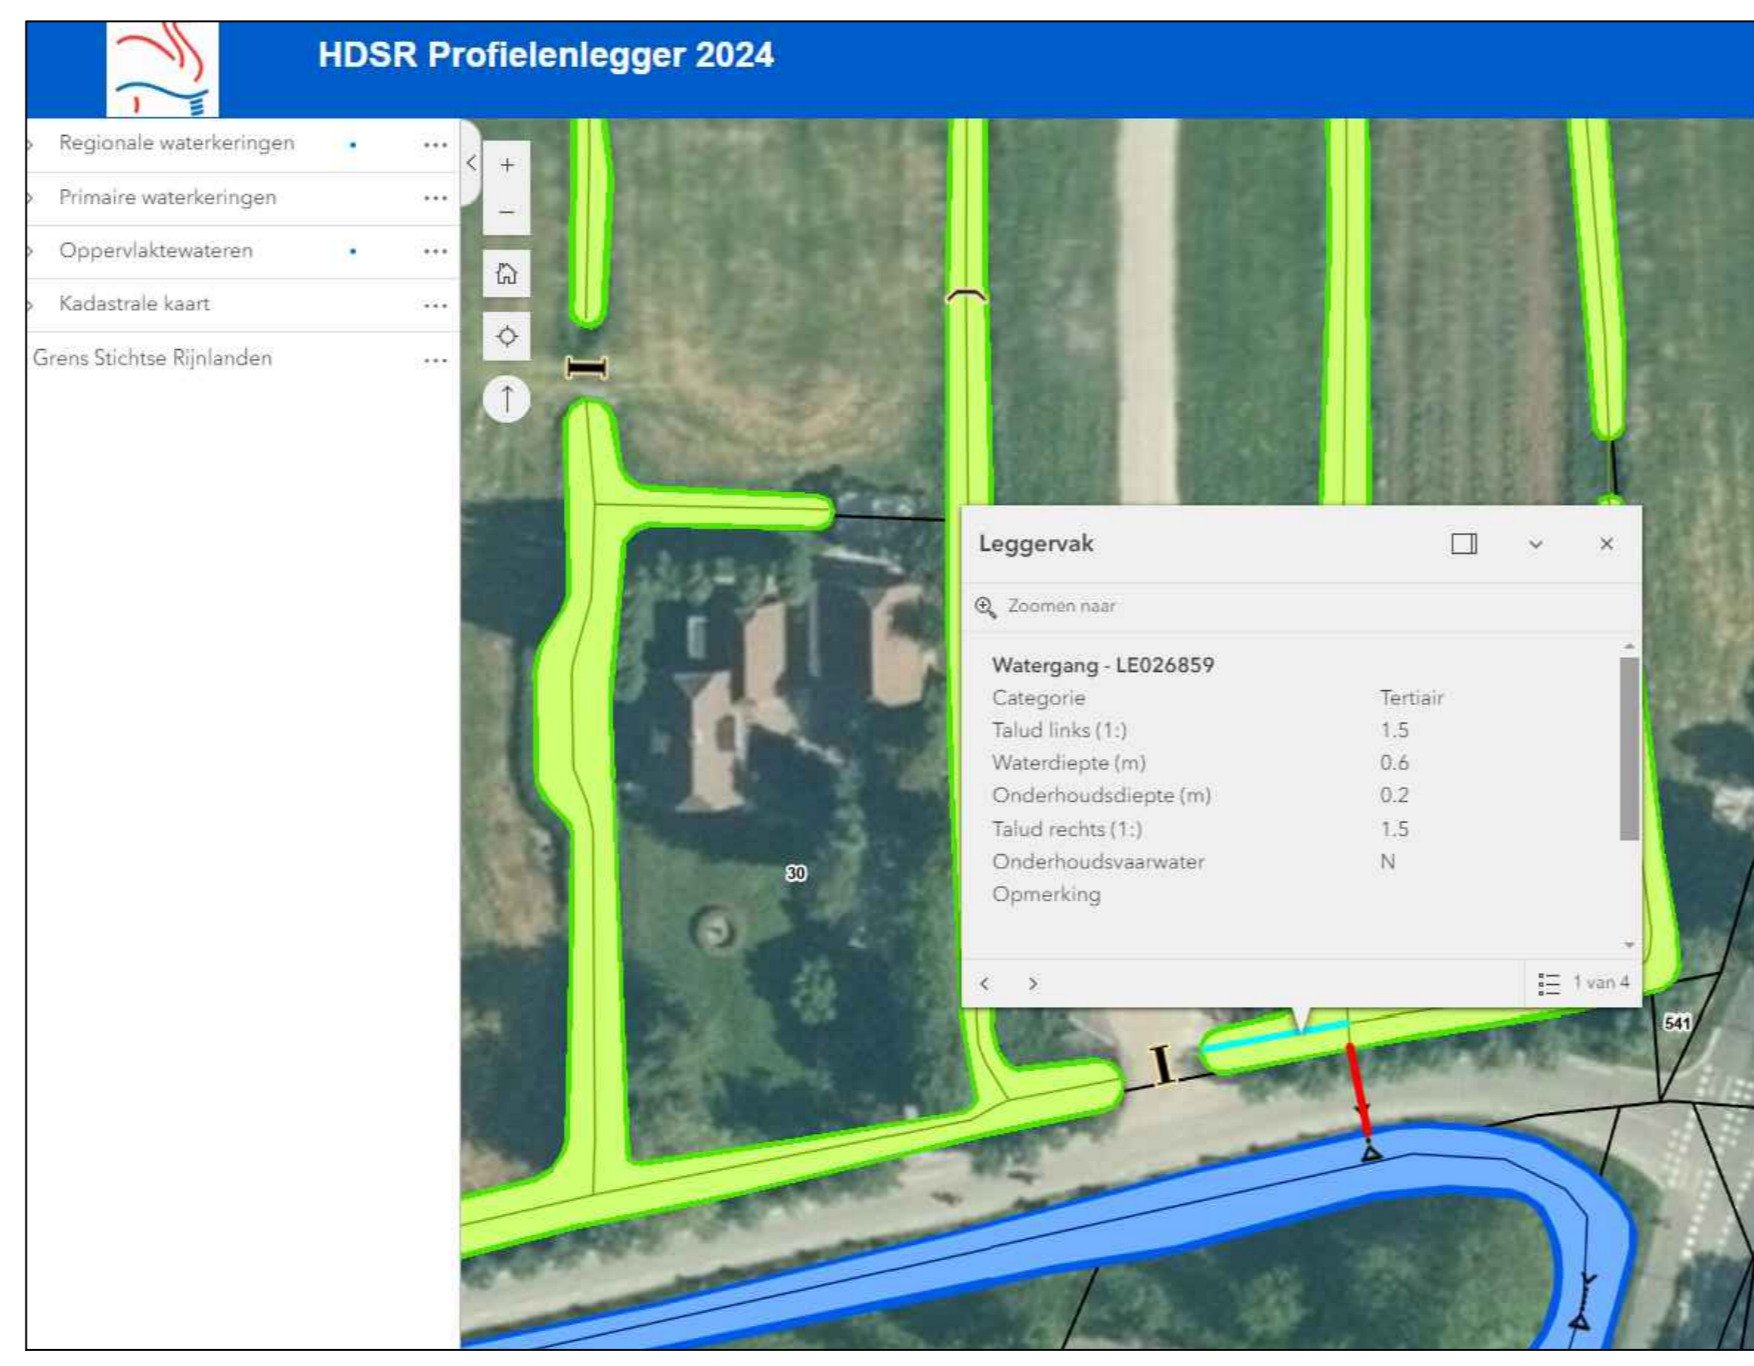 HDSR Profielenlegger 2024
Regionale waterkeringen
Primaire waterkeringen
Oppervlaktewateren
Kadastrale kaart
Grens Stichtse Rijnlanden
Leggervak
Zoomen naar
Watergang - LE026859
Categorie Tertiair
Talud links (1:) 1.5
Waterdiepte (m) 0.6
Onderhoudsdiepte (m) 0.2
Talud rechts (1:) 1.5
Onderhoudsvaarwater N
Opmerking
1 van 4
30
541